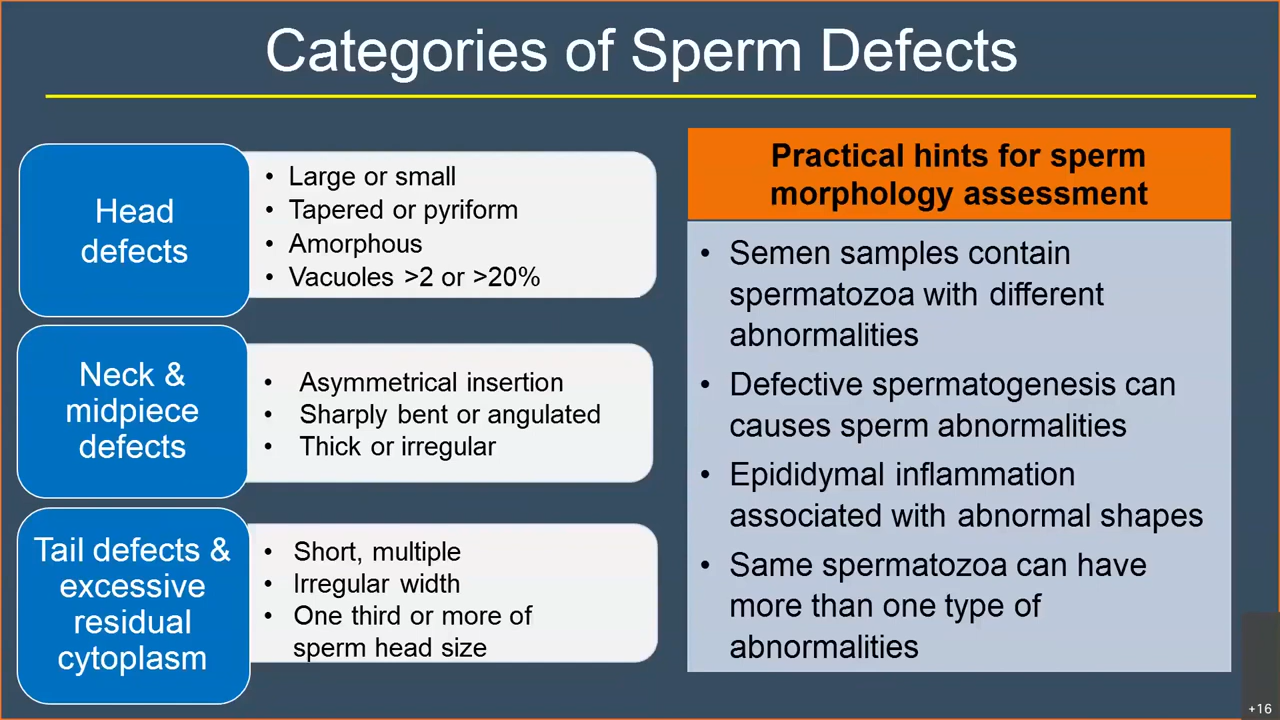 Categories of Sperm Defects
Head
defects
• Large or small
• Tapered or pyriform
• Amorphous
• Vacuoles >2 or >20%
Neck &
midpiece
defects
• Asymmetrical insertion
• Sharply bent or angulated
• Thick or irregular
Tail defects &
excessive
residual
cytoplasm
• Short, multiple
• Irregular width
• One third or more of
sperm head size
Practical hints for sperm
morphology assessment
• Semen samples contain
spermatozoa with different
abnormalities
• Defective spermatogenesis can
causes sperm abnormalities
• Epididymal inflammation
associated with abnormal shapes
• Same spermatozoa can have
more than one type of
abnormalities
+16